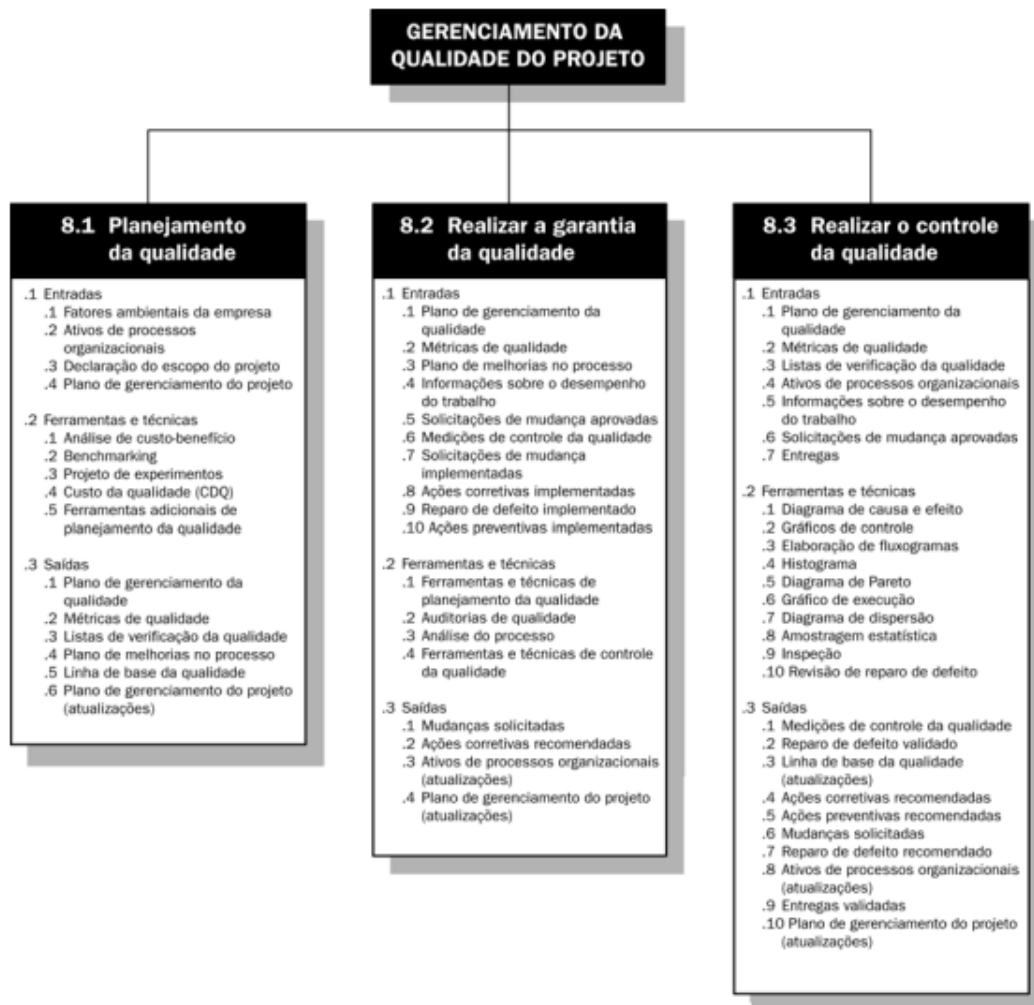 GERENCIAMENTO DA
QUALIDADE DO PROJETO
8.1 Planejamento
da qualidade
.1 Entradas
.1 Fatores ambientais da empresa
.2 Ativos de processos
organizacionais
.3 Declaração do escopo do projeto
.4 Plano de gerenciamento do projeto
.2 Ferramentas e técnicas
.1 Análise de custo-benefício
.2 Benchmarking
.3 Projeto de experimentos
.4 Custo da qualidade (CDQ)
.5 Ferramentas adicionais de
planejamento da qualidade
.3 Saídas
.1 Plano de gerenciamento da
qualidade
.2 Métricas de qualidade
.3 Listas de verificação da qualidade
.4 Plano de melhorias no processo
.5 Linha de base da qualidade
.6 Plano de gerenciamento do projeto
(atualizações)
8.2 Realizar a garantia
da qualidade
.1 Entradas
.1 Plano de gerenciamento da
qualidade
.2 Métricas de qualidade
.3 Plano de melhorias no processo
.4 Informações sobre o desempenho
do trabalho
.5 Solicitações de mudança aprovadas
.6 Medições de controle da qualidade
.7 Solicitações de mudança
implementadas
.8 Ações corretivas implementadas
.9 Reparo de defeito implementado
.10 Ações preventivas implementadas
.2 Ferramentas e técnicas
.1 Ferramentas e técnicas de
planejamento da qualidade
.2 Auditorias de qualidade
.3 Análise do processo
.4 Ferramentas e técnicas de controle
da qualidade
.3 Saídas
.1 Mudanças solicitadas
.2 Ações corretivas recomendadas
.3 Ativos de processos organizacionais
(atualizações)
.4 Plano de gerenciamento do projeto
(atualizações)
8.3 Realizar o controle
da qualidade
.1 Entradas
.1 Plano de gerenciamento da
qualidade
.2 Métricas de qualidade
.3 Listas de verificação da qualidade
.4 Ativos de processos organizacionais
.5 Informações sobre o desempenho
do trabalho
.6 Solicitações de mudança aprovadas
.7 Entregas
.2 Ferramentas e técnicas
.1 Diagrama de causa e efeito
.2 Gráficos de controle
.3 Elaboração de fluxogramas
.4 Histograma
.5 Diagrama de Pareto
.6 Gráfico de execução
.7 Diagrama de dispersão
.8 Amostragem estatística
.9 Inspeção
.10 Revisão de reparo de defeito
.3 Saídas
.1 Medições de controle da qualidade
.2 Reparo de defeito validado
.3 Linha de base da qualidade
(atualizações)
.4 Ações corretivas recomendadas
.5 Ações preventivas recomendadas
.6 Mudanças solicitadas
.7 Reparo de defeito recomendado
.8 Ativos de processos organizacionais
(atualizações)
.9 Entregas validadas
.10 Plano de gerenciamento do projeto
(atualizações)